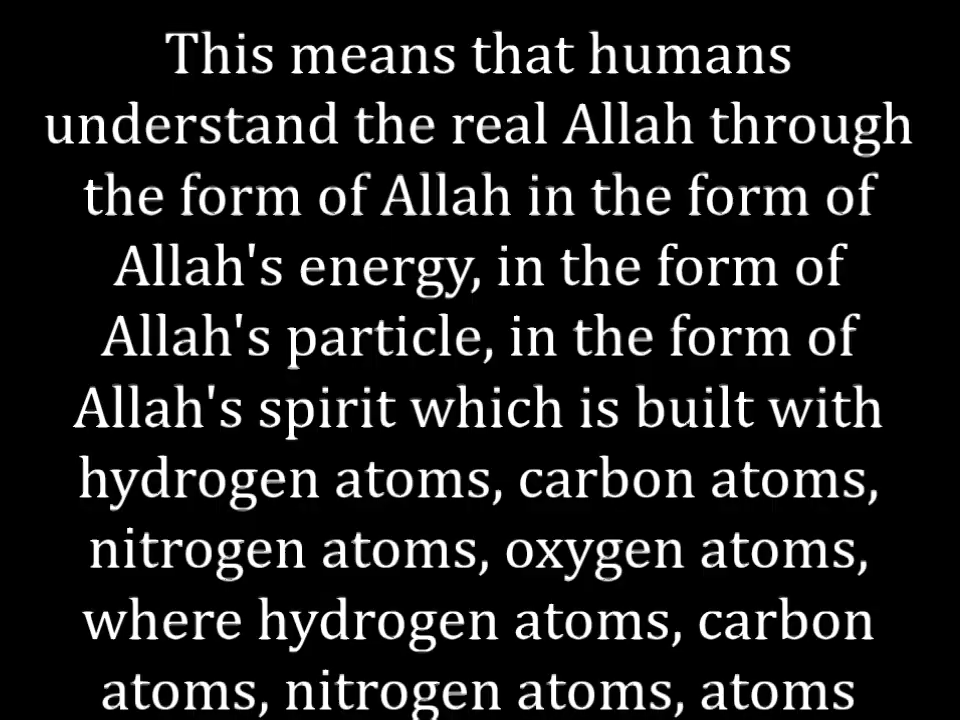 This means that humans
understand the real Allah through
the form of Allah in the form of
Allah's energy, in the form of
Allah's particle, in the form of
Allah's spirit which is built with
hydrogen atoms, carbon atoms,
nitrogen atoms, oxygen atoms,
where hydrogen atoms, carbon
atoms, nitrogen atoms, atoms